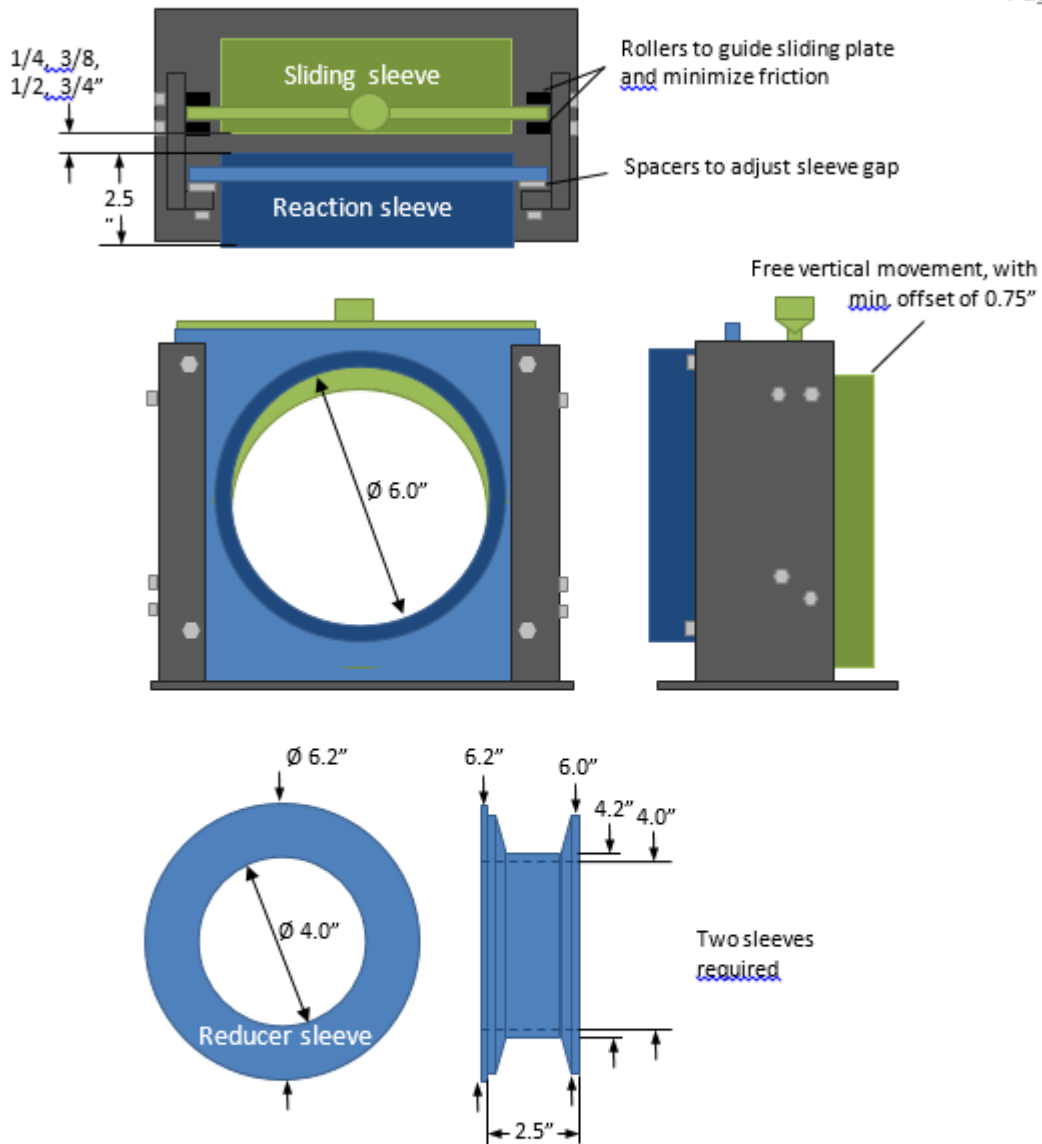 1/4, 3/8,
1/2, 3/4”
Sliding sleeve
Rollers to guide sliding plate
and minimize friction
Spacers to adjust sleeve gap
2.5
”
Reaction sleeve
Free vertical movement, with
min. offset of 0.75”
Ø 6.0”
Ø 6.2”
6.2”
6.0”
4.2”
4.0”
Ø 4.0”
Two sleeves
required
Reducer sleeve
2.5”